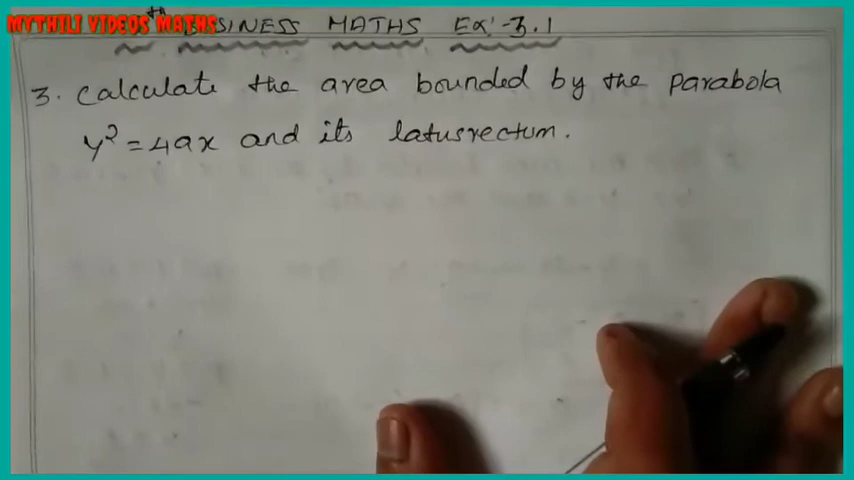 MYTHILI VIDEOS MATHS
th BUSINESS MATHS Ex:-3.1
3. Calculate the area bounded by the parabola
y² = 4ax and its latusrectum.